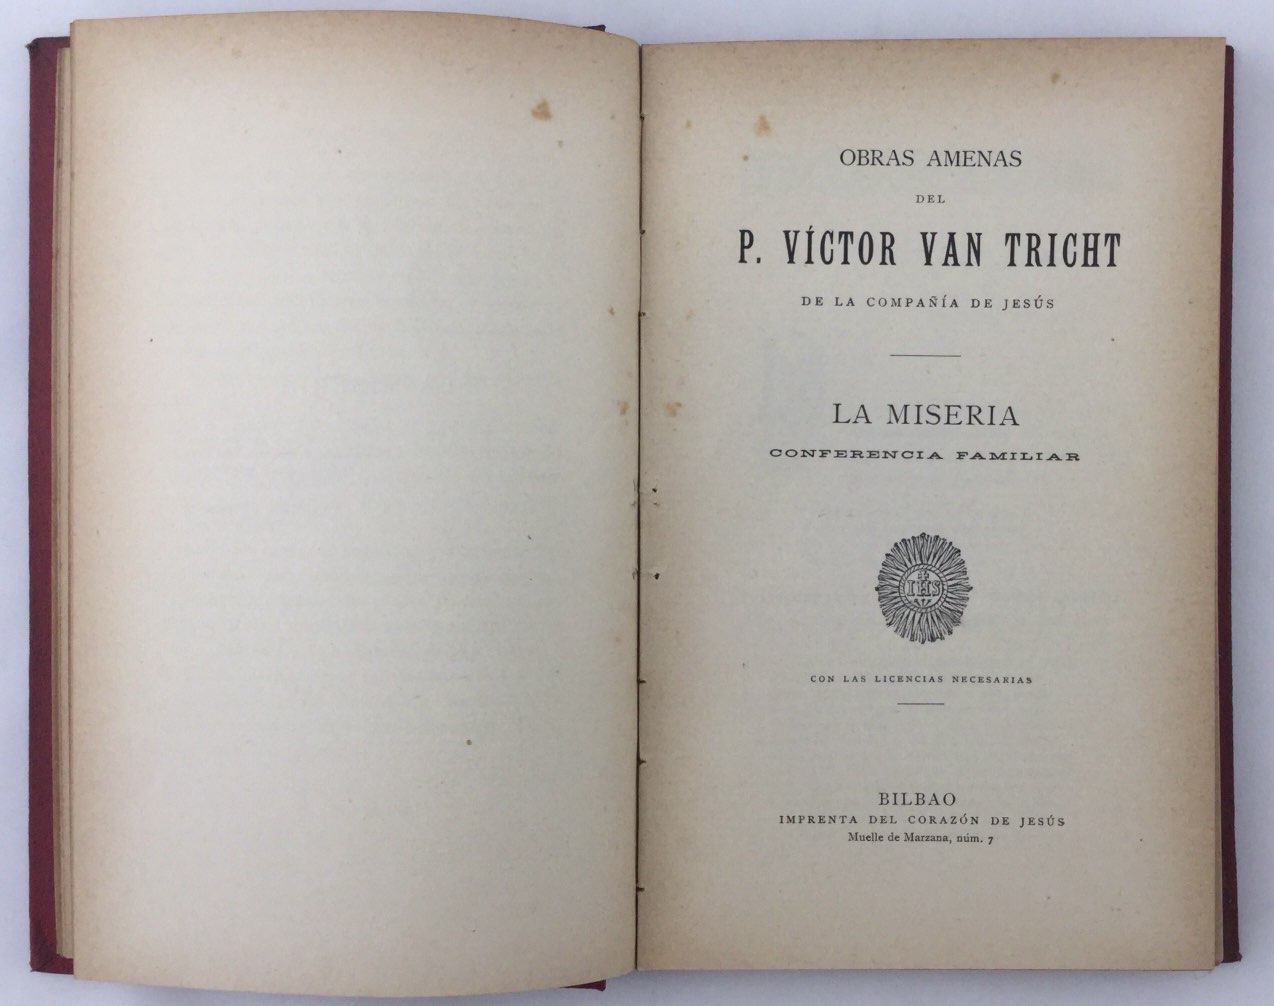 OBRAS AMENAS
DEL
P. VÍCTOR VAN TRICHT
DE LA COMPAÑÍA DE JESÚS
LA MISERIA
CONFERENCIA FAMILIAR
IHS
CON LAS LICENCIAS NECESARIAS
BILBAO
IMPRENTA DEL CORAZÓN DE JESÚS
Muelle de Marzana, núm. 7